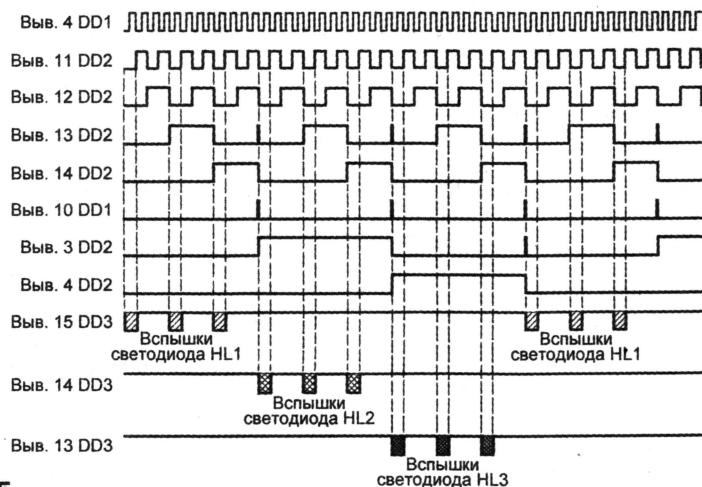 Выв. 4 DD1
Выв. 11 DD2
Выв. 12 DD2
Выв. 13 DD2
Выв. 14 DD2
Выв. 10 DD1
Выв. 3 DD2
Выв. 4 DD2
Выв. 15 DD3
Вспышки
светодиода HL1
Вспышки
светодиода HL1
Выв. 14 DD3
Вспышки
светодиода HL2
Выв. 13 DD3
Вспышки
светодиода HL3